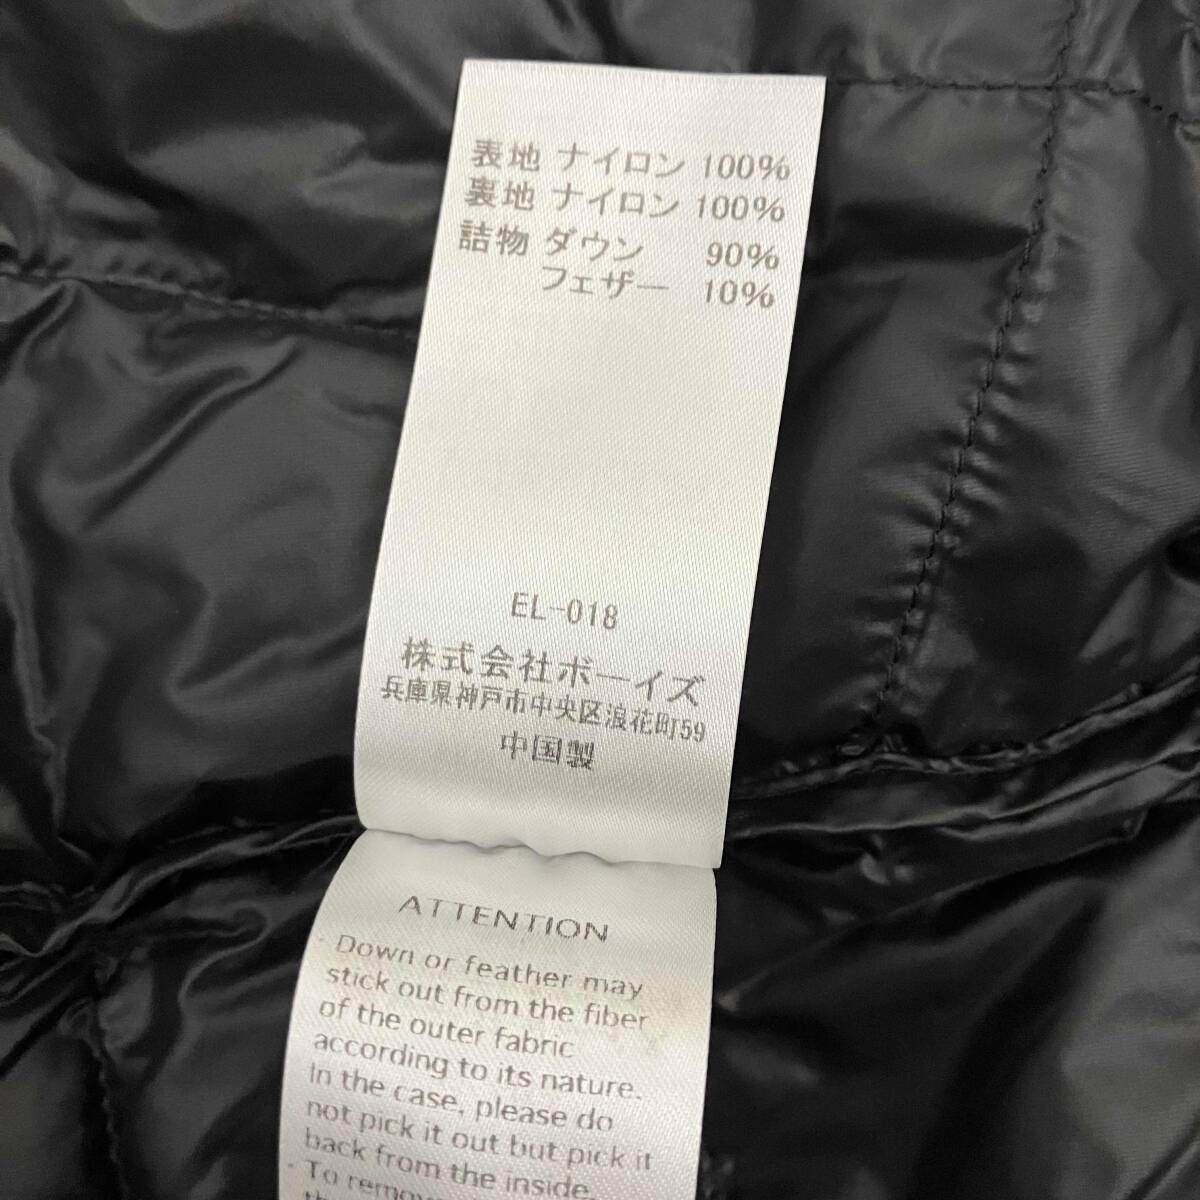 表地 ナイロン 100%
裏地 ナイロン 100%
詰物 ダウン 90%
フェザー 10%
EL-018
株式会社ボーイズ
兵庫県神戸市中央区浪花町59
中国製
ATTENTION
· Down or feather may
stick out from the fiber
of the outer fabric
according to its nature.
In the case, please do
not pick it out but pick it
back from the inside.
· To remove